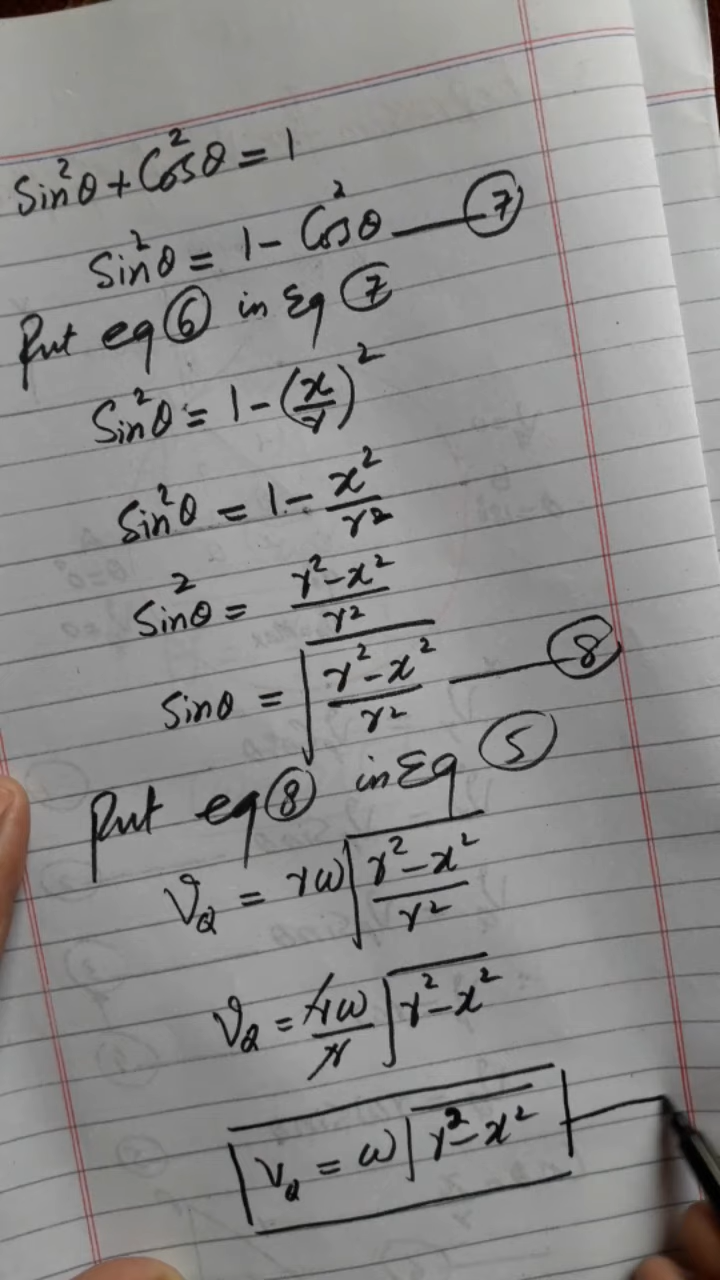 Sin²θ + Cos²θ = 1
Sin²θ = 1 - Cos²θ —— ⑦
Put eq ⑥ in Eq ⑦
Sin²θ = 1 - (x/r)²
Sin²θ = 1 - x²/r²
Sin²θ = r²-x²/r²
Sinθ = √(r²-x²/r²) —— ⑧
Put eq ⑧ in Eq ⑤
V_Q = rω√(r²-x²/r²)
V_Q = rω/r √(r²-x²)
V_Q = ω√(r²-x²)